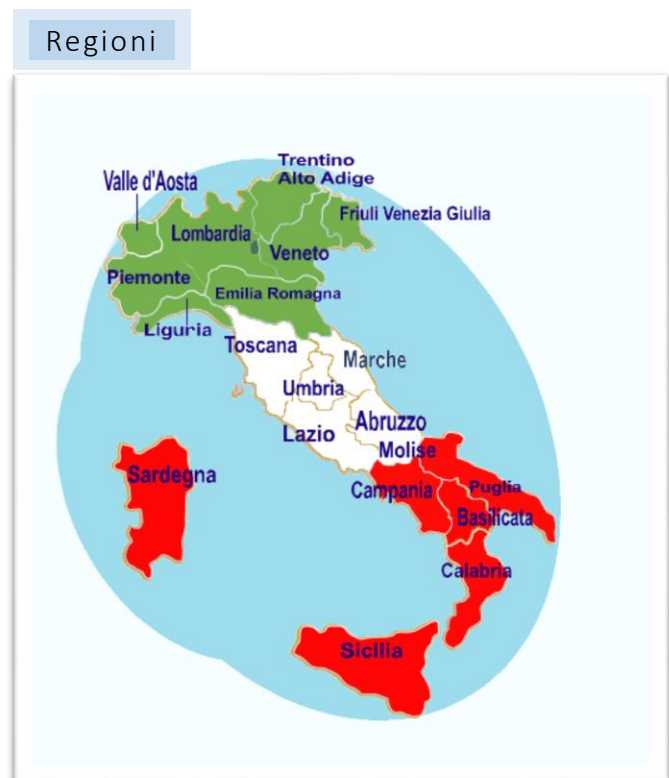 Regioni
Trentino
Alto Adige
Valle d'Aosta
Friuli Venezia Giulia
Lombardia
Veneto
Piemonte
Emilia Romagna
Liguria
Toscana
Marche
Umbria
Abruzzo
Lazio
Molise
Sardegna
Campania
Puglia
Basilicata
Calabria
Sicilia